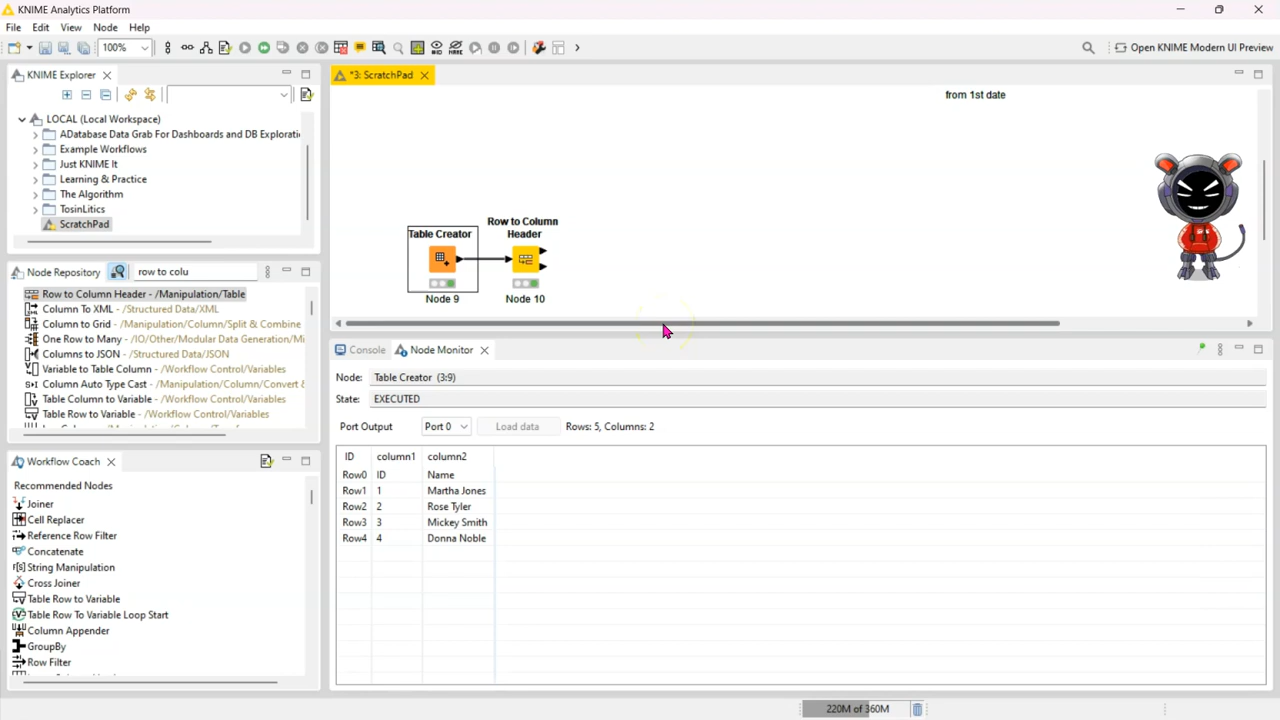 KNIME Analytics Platform
File Edit View Node Help
100%
Open KNIME Modern UI Preview
KNIME Explorer
LOCAL (Local Workspace)
ADatabase Data Grab For Dashboards and DB Explorati
Example Workflows
Just KNIME It
Learning & Practice
The Algorithm
TosinLitics
ScratchPad
*3: ScratchPad
from 1st date
Table Creator
Row to Column
Header
Node 9
Node 10
Node Repository
row to colu
Row to Column Header - /Manipulation/Table
Column To XML - /Structured Data/XML
Column to Grid - /Manipulation/Column/Split & Combine
One Row to Many - /IO/Other/Modular Data Generation/Mi
Columns to JSON - /Structured Data/JSON
Variable to Table Column - /Workflow Control/Variables
Column Auto Type Cast - /Manipulation/Column/Convert &
Table Column to Variable - /Workflow Control/Variables
Table Row to Variable - /Workflow Control/Variables
Workflow Coach
Recommended Nodes
Joiner
Cell Replacer
Reference Row Filter
Concatenate
String Manipulation
Cross Joiner
Table Row to Variable
Table Row To Variable Loop Start
Column Appender
GroupBy
Row Filter
Console
Node Monitor
Node: Table Creator (3:9)
State: EXECUTED
Port Output Port 0 Load data Rows: 5, Columns: 2
ID column1 column2
Row0 ID Name
Row1 1 Martha Jones
Row2 2 Rose Tyler
Row3 3 Mickey Smith
Row4 4 Donna Noble
220M of 360M